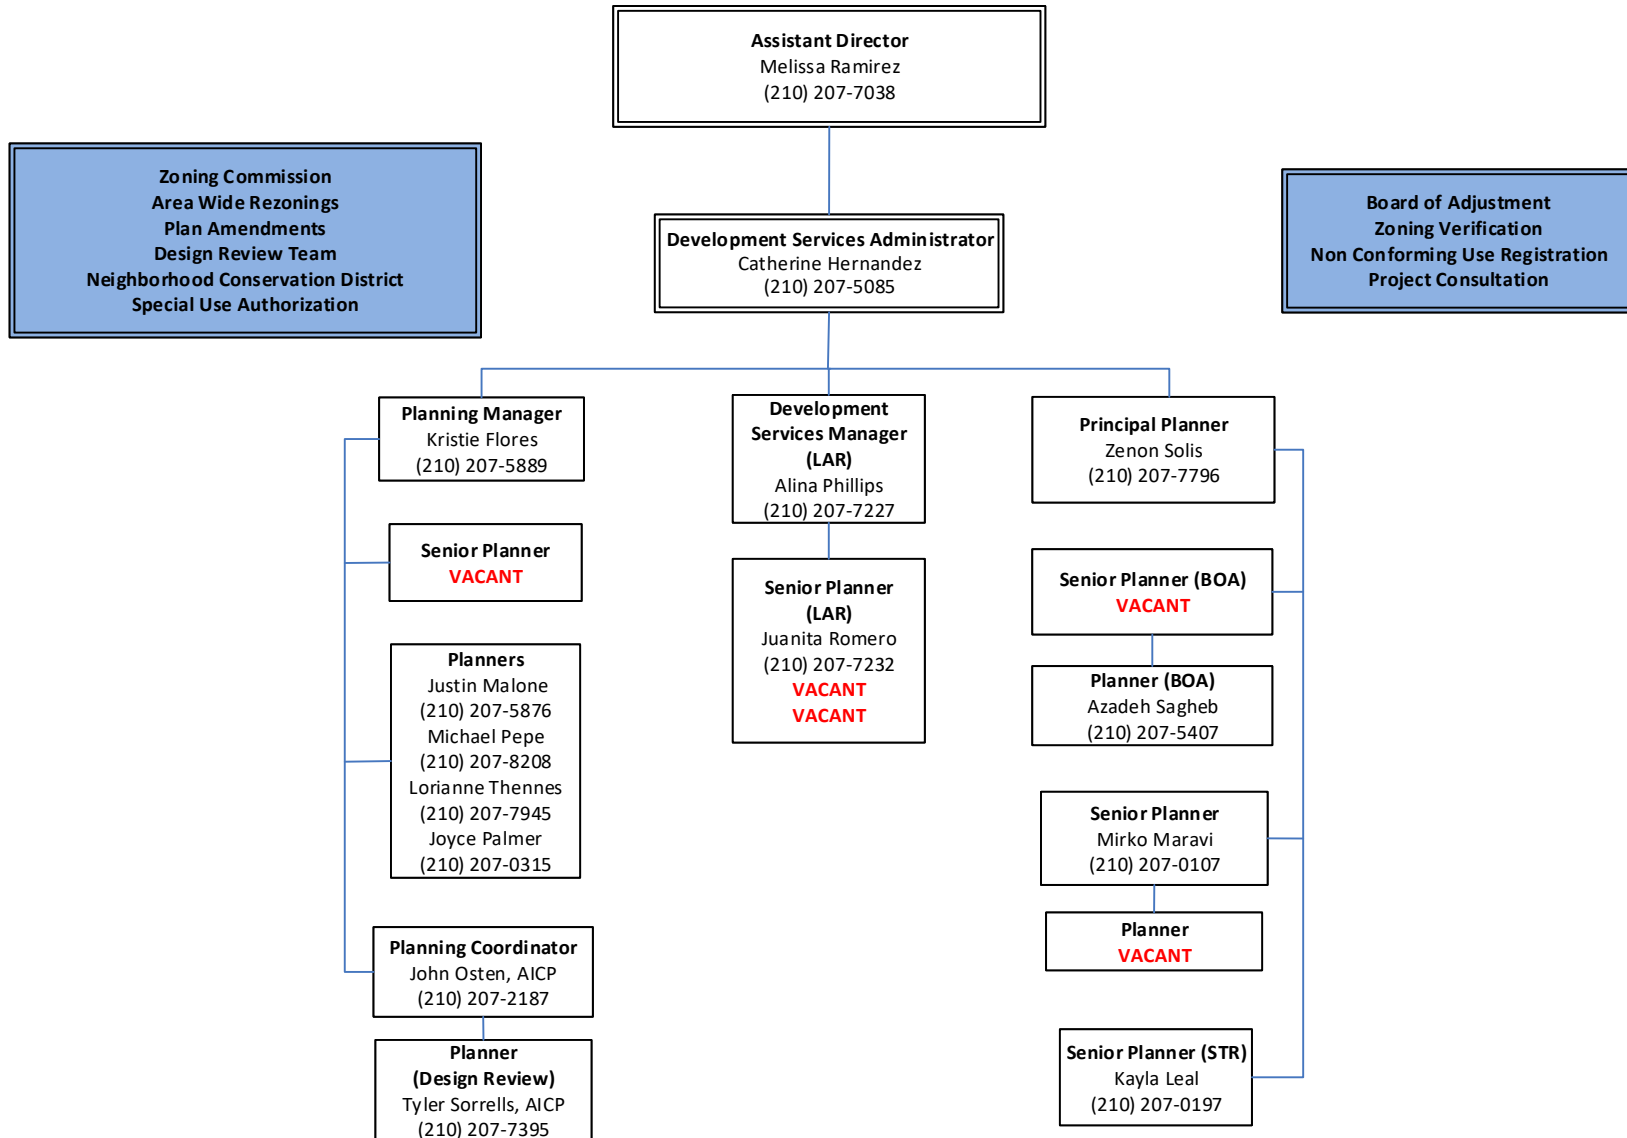 Assistant Director
Melissa Ramirez
(210) 207-7038
Zoning Commission
Area Wide Rezonings
Plan Amendments
Design Review Team
Neighborhood Conservation District
Special Use Authorization
Board of Adjustment
Zoning Verification
Non Conforming Use Registration
Project Consultation
Development Services Administrator
Catherine Hernandez
(210) 207-5085
Planning Manager
Kristie Flores
(210) 207-5889
Senior Planner
VACANT
Planners
Justin Malone
(210) 207-5876
Michael Pepe
(210) 207-8208
Lorianne Thennes
(210) 207-7945
Joyce Palmer
(210) 207-0315
Planning Coordinator
John Osten, AICP
(210) 207-2187
Planner
(Design Review)
Tyler Sorrells, AICP
(210) 207-7395
Development
Services Manager
(LAR)
Alina Phillips
(210) 207-7227
Senior Planner
(LAR)
Juanita Romero
(210) 207-7232
VACANT
VACANT
Principal Planner
Zenon Solis
(210) 207-7796
Senior Planner (BOA)
VACANT
Planner (BOA)
Azadeh Sagheb
(210) 207-5407
Senior Planner
Mirko Maravi
(210) 207-0107
Planner
VACANT
Senior Planner (STR)
Kayla Leal
(210) 207-0197